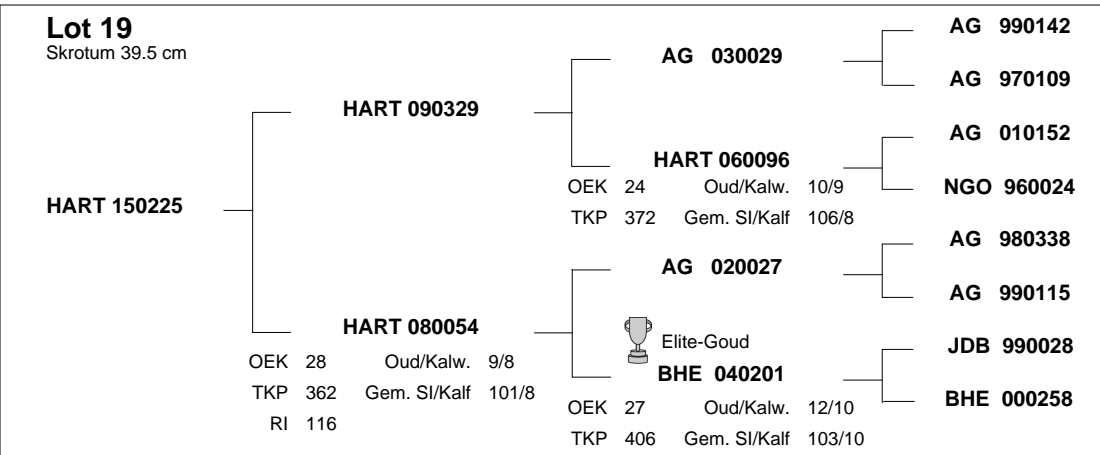 Lot 19
Skrotum 39.5 cm
HART 150225
HART 090329
HART 080054
OEK 28 Oud/Kalw. 9/8
TKP 362 Gem. SI/Kalf 101/8
RI 116
AG 030029
HART 060096
OEK 24 Oud/Kalw. 10/9
TKP 372 Gem. SI/Kalf 106/8
AG 020027
Elite-Goud
BHE 040201
OEK 27 Oud/Kalw. 12/10
TKP 406 Gem. SI/Kalf 103/10
AG 990142
AG 970109
AG 010152
NGO 960024
AG 980338
AG 990115
JDB 990028
BHE 000258